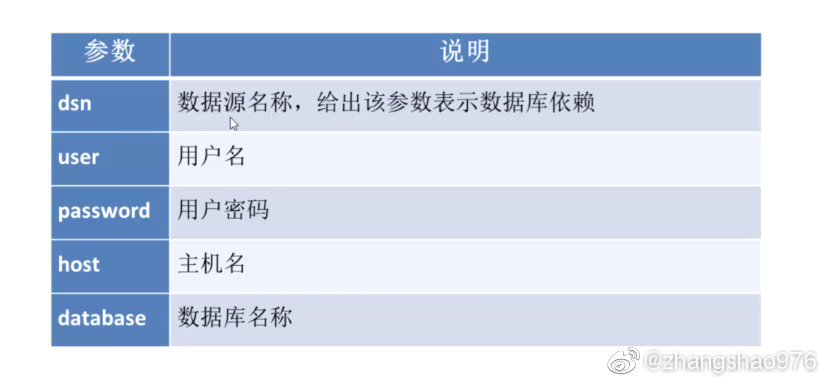 参数 说明
dsn 数据源名称，给出该参数表示数据库依赖
user 用户名
password 用户密码
host 主机名
database 数据库名称
@zhangshao976